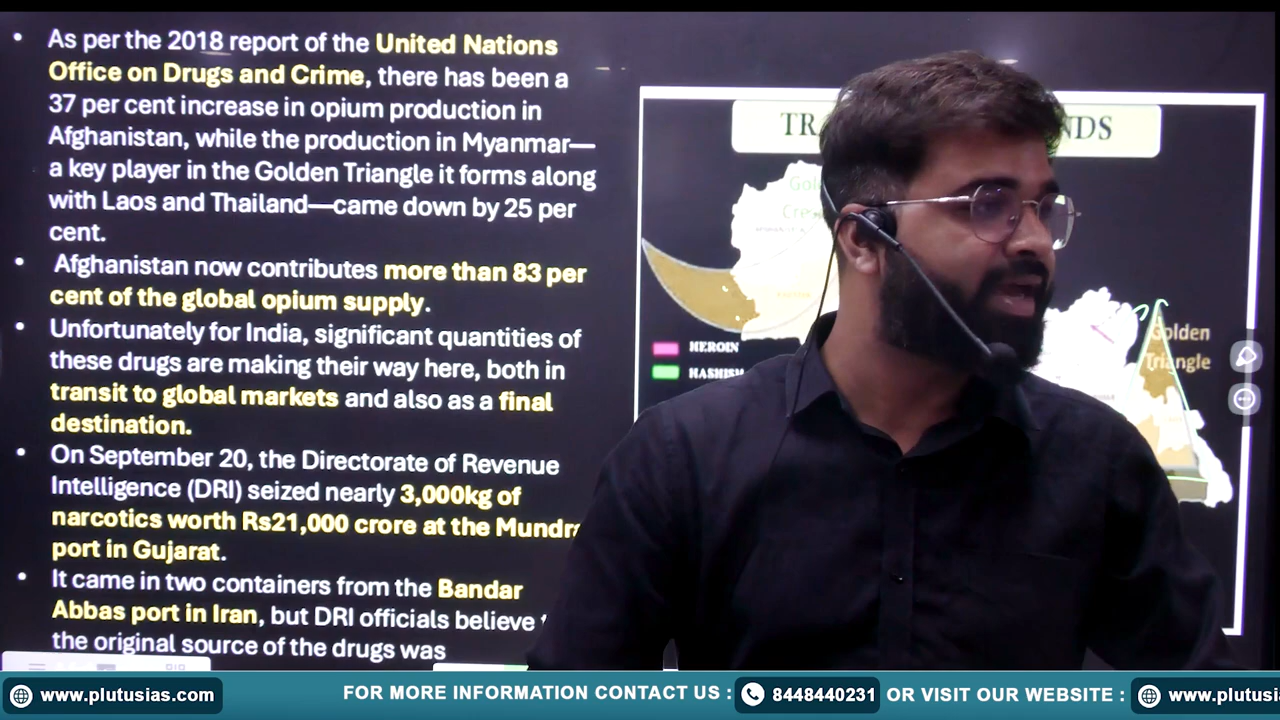 • As per the 2018 report of the United Nations
Office on Drugs and Crime, there has been a
37 per cent increase in opium production in
Afghanistan, while the production in Myanmar—
a key player in the Golden Triangle it forms along
with Laos and Thailand—came down by 25 per
cent.
• Afghanistan now contributes more than 83 per
cent of the global opium supply.
• Unfortunately for India, significant quantities of
these drugs are making their way here, both in
transit to global markets and also as a final
destination.
• On September 20, the Directorate of Revenue
Intelligence (DRI) seized nearly 3,000kg of
narcotics worth Rs21,000 crore at the Mundra
port in Gujarat.
• It came in two containers from the Bandar
Abbas port in Iran, but DRI officials believe
the original source of the drugs was
TR
NDS
Gol
Cre
HEROIN
HASHISH
Golden
Triangle
www.plutusias.com
FOR MORE INFORMATION CONTACT US :
8448440231
OR VISIT OUR WEBSITE :
www.plutusia